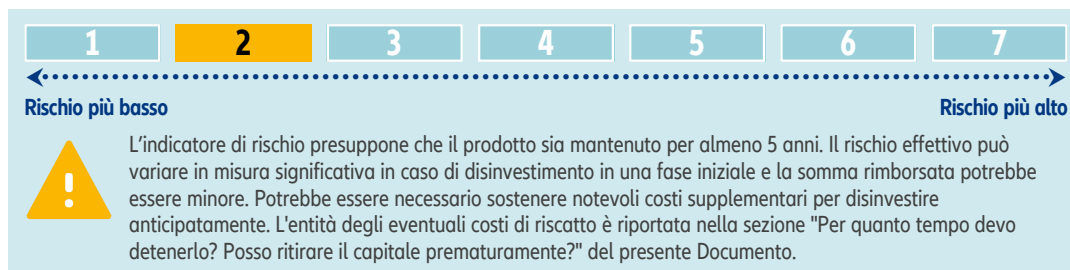 1 2 3 4 5 6 7
Rischio più basso Rischio più alto
L'indicatore di rischio presuppone che il prodotto sia mantenuto per almeno 5 anni. Il rischio effettivo può
variare in misura significativa in caso di disinvestimento in una fase iniziale e la somma rimborsata potrebbe
essere minore. Potrebbe essere necessario sostenere notevoli costi supplementari per disinvestire
anticipatamente. L'entità degli eventuali costi di riscatto è riportata nella sezione "Per quanto tempo devo
detenerlo? Posso ritirare il capitale prematuramente?" del presente Documento.